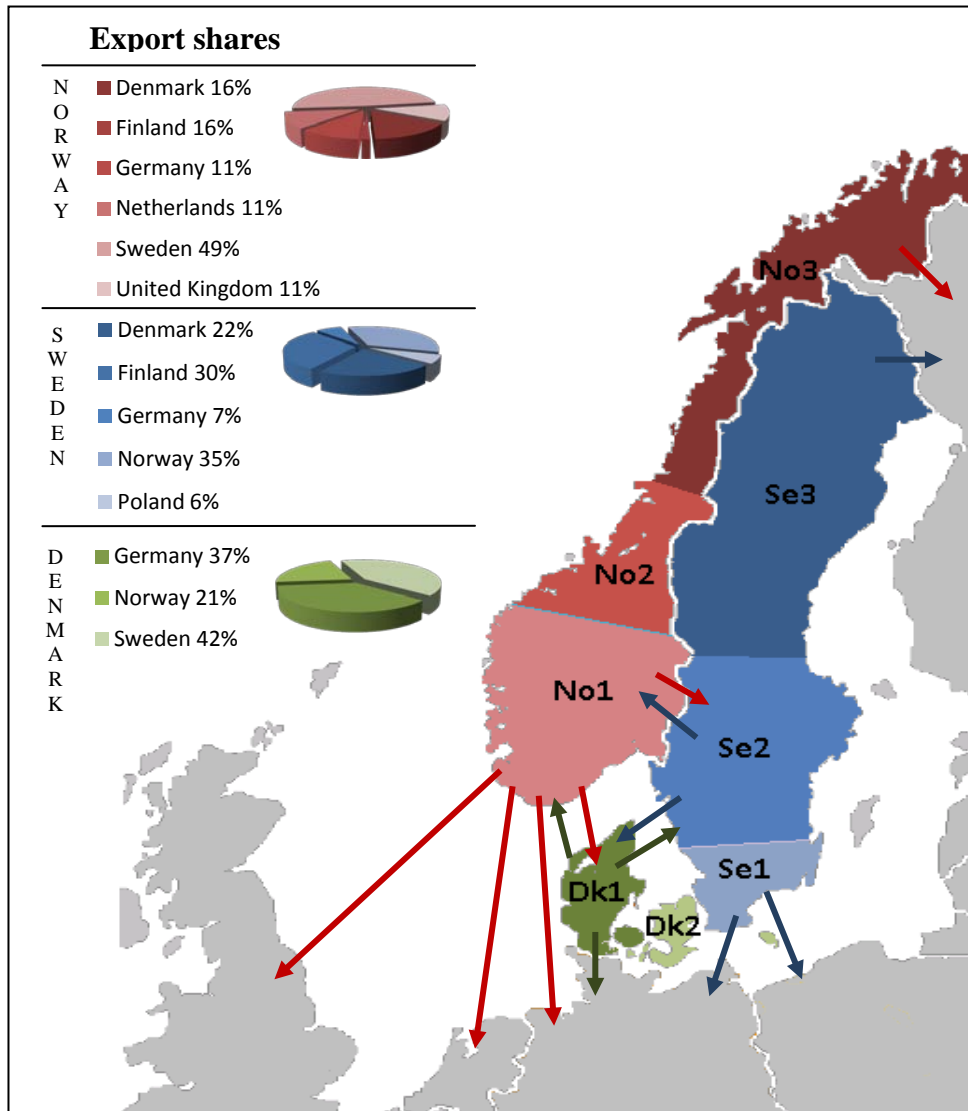 Export shares
NORWAY
Denmark 16%
Finland 16%
Germany 11%
Netherlands 11%
Sweden 49%
United Kingdom 11%
SWEDEN
Denmark 22%
Finland 30%
Germany 7%
Norway 35%
Poland 6%
DENMARK
Germany 37%
Norway 21%
Sweden 42%
No3
Se3
No2
No1
Se2
Se1
Dk1
Dk2